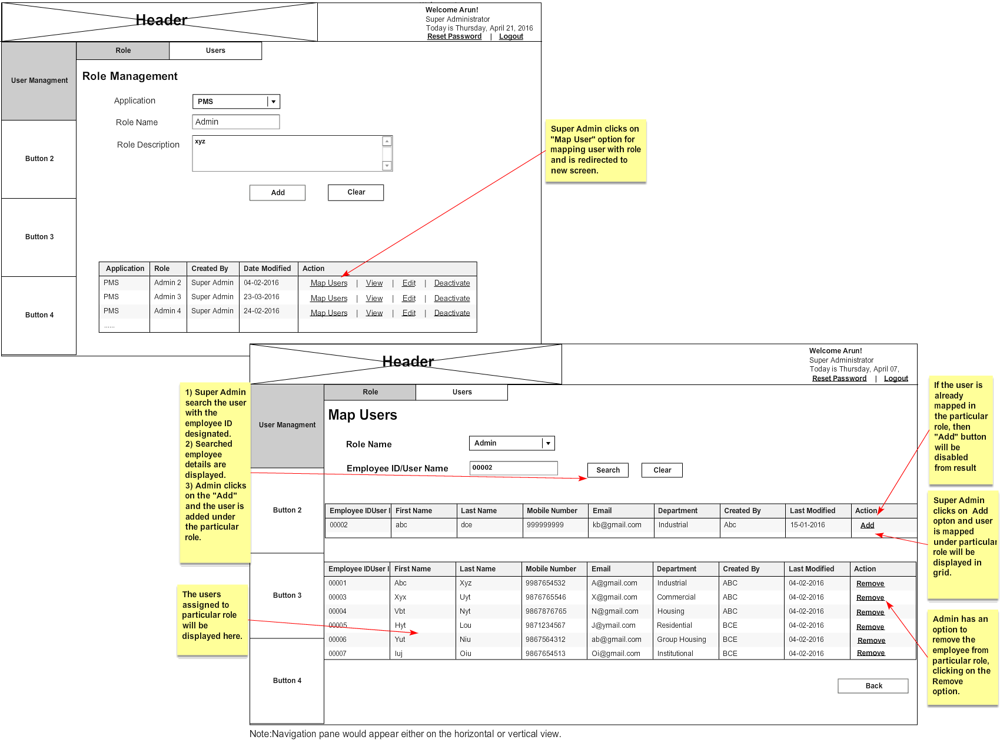 Header
Welcome Arun!
Super Administrator
Today is Thursday, April 21, 2016
Reset Password | Logout
Role Users
User Managment
Button 2
Button 3
Button 4
Role Management
Application PMS
Role Name Admin
Role Description xyz
Add Clear
Application Role Created By Date Modified Action
PMS Admin 2 Super Admin 04-02-2016 Map Users | View | Edit | Deactivate
PMS Admin 3 Super Admin 23-03-2016 Map Users | View | Edit | Deactivate
PMS Admin 4 Super Admin 24-02-2016 Map Users | View | Edit | Deactivate
......
Super Admin clicks on
"Map User" option for
mapping user with role
and is redirected to
new screen.
Header
Welcome Arun!
Super Administrator
Today is Thursday, April 07,
Reset Password | Logout
Role Users
User Managment
Button 2
Button 3
Button 4
Map Users
Role Name Admin
Employee ID/User Name 00002 Search Clear
Employee IDUser I First Name Last Name Mobile Number Email Department Created By Last Modified Action
00002 abc dce 999999999 kb@gmail.com Industrial Abc 15-01-2016 Add
Employee IDUser I First Name Last Name Mobile Number Email Department Created By Last Modified Action
00001 Abc Xyz 9987654532 A@gmail.com Industrial ABC 04-02-2016 Remove
00003 Xyx Uyt 9876765546 X@gmail.com Commercial ABC 04-02-2016 Remove
00004 Vbt Nyt 9867876765 N@gmail.com Housing ABC 04-02-2016 Remove
00005 Hyt Lou 9871234567 J@ymail.com Residential BCE 04-02-2016 Remove
00006 Yut Niu 9867564312 ab@gmail.com Group Housing BCE 04-02-2016 Remove
00007 Iuj Oiu 9867654513 Oi@gmail.com Institutional BCE 04-02-2016 Remove
Back
1) Super Admin
search the user
with the
employee ID
designated.
2) Searched
employee
details are
displayed.
3) Admin clicks
on the "Add"
and the user is
added under
the particular
role.
The users
assigned to
particular role
will be
displayed here.
If the user is
already
mapped in
the particular
role, then
"Add" button
will be
disabled
from result
Super Admin
clicks on Add
opton and user
is mapped
under particular
role will be
displayed in
grid.
Admin has an
option to
remove the
employee from
particular role,
clicking on the
Remove
option.
Note:Navigation pane would appear either on the horizontal or vertical view.